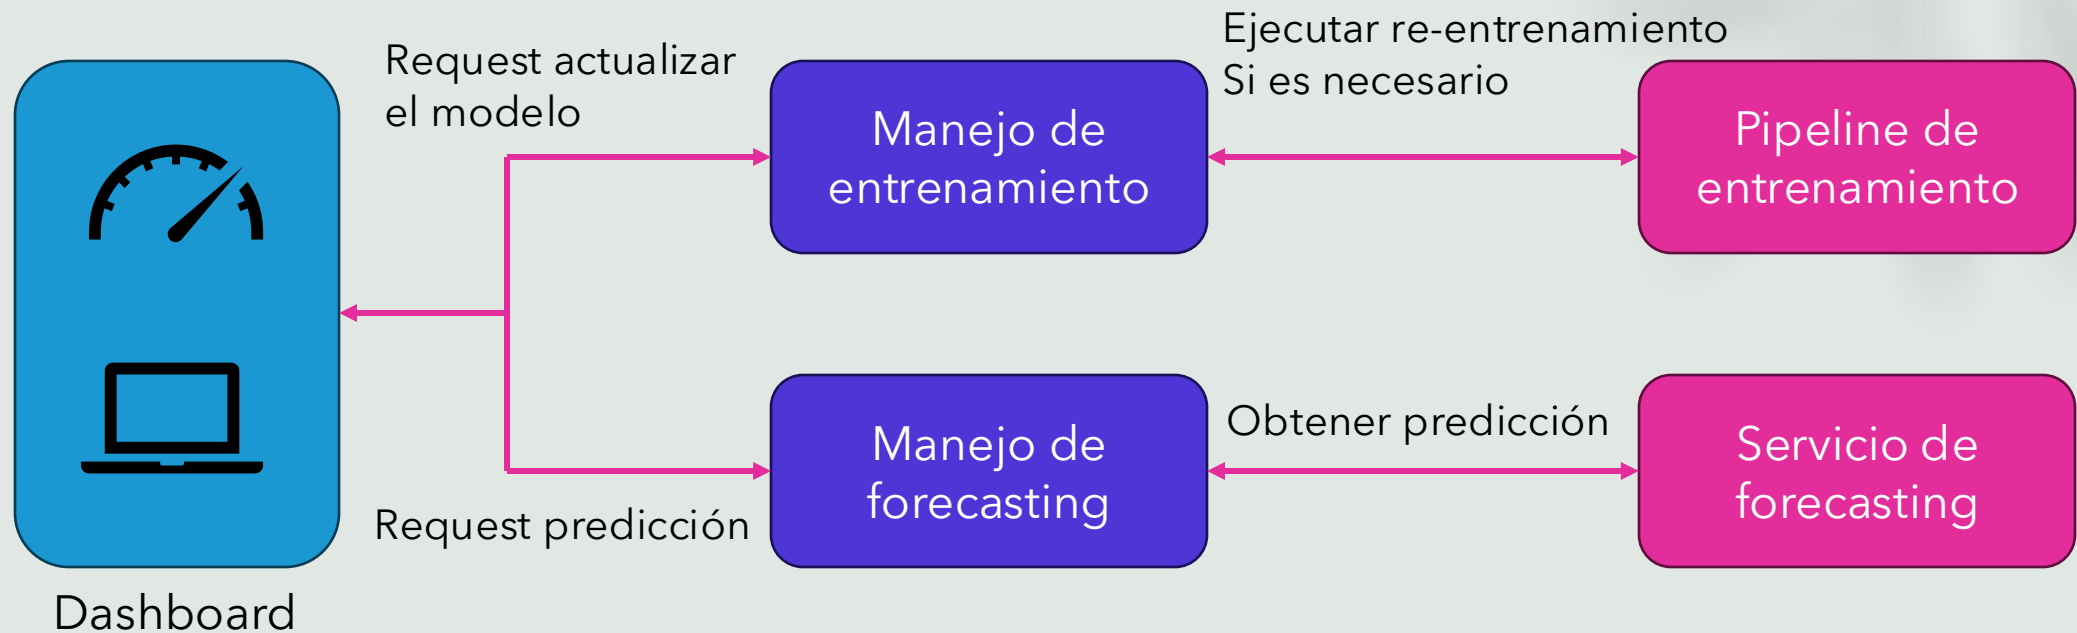 Request actualizar
el modelo
Ejecutar re-entrenamiento
Si es necesario
Manejo de
entrenamiento
Pipeline de
entrenamiento
Request predicción
Manejo de
forecasting
Obtener predicción
Servicio de
forecasting
Dashboard